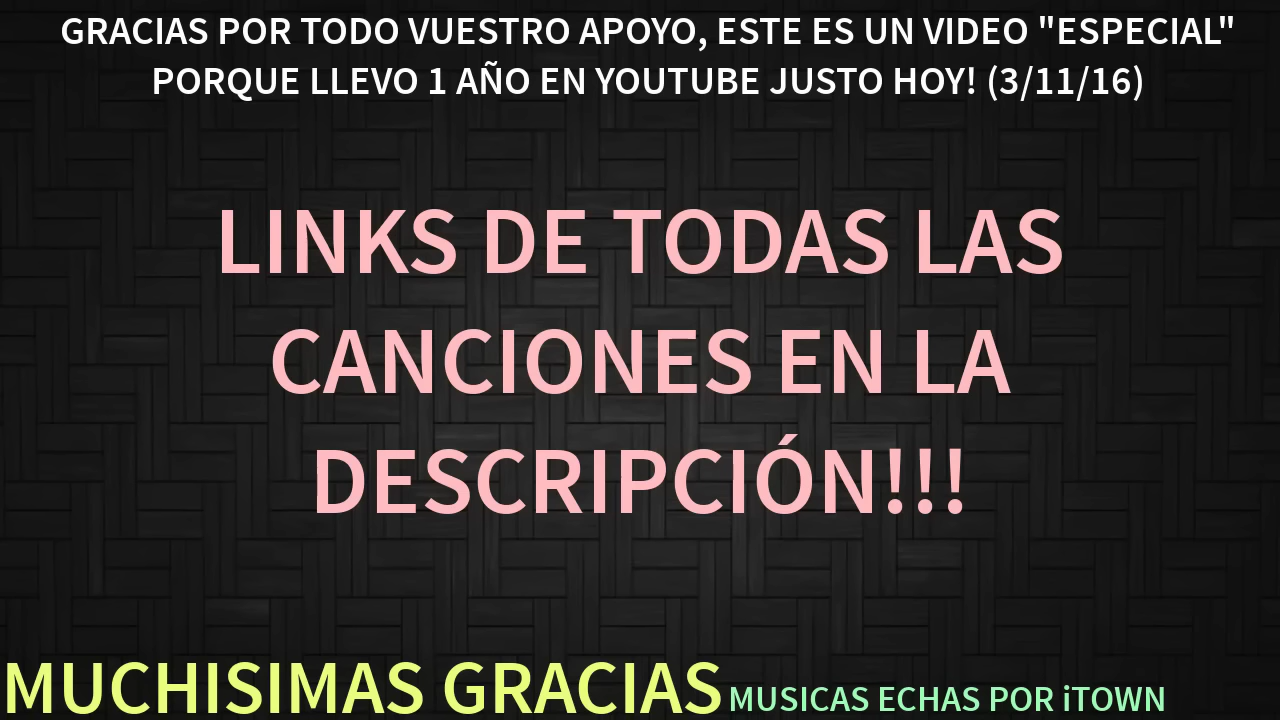 GRACIAS POR TODO VUESTRO APOYO, ESTE ES UN VIDEO "ESPECIAL"
PORQUE LLEVO 1 AÑO EN YOUTUBE JUSTO HOY! (3/11/16)
LINKS DE TODAS LAS
CANCIONES EN LA
DESCRIPCIÓN!!!
MUCHISIMAS GRACIAS
MUSICAS ECHAS POR iTOWN